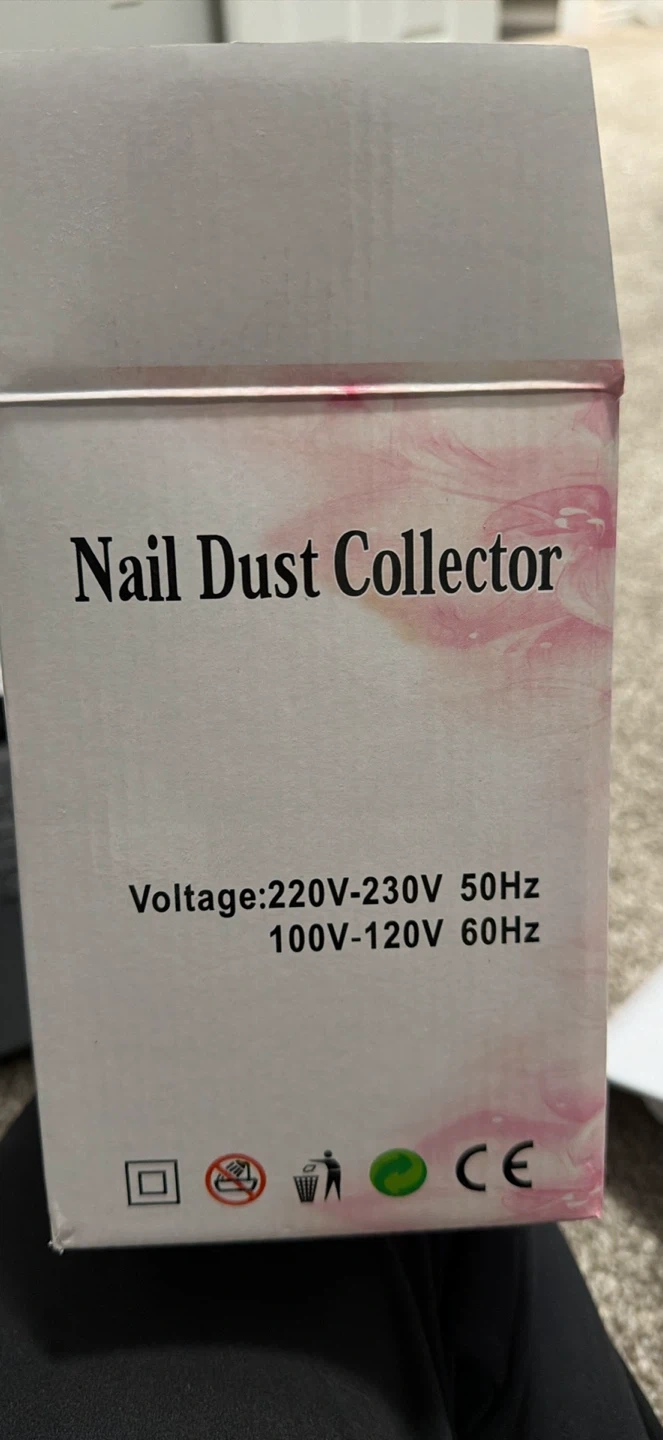 Nail Dust Collector
Voltage:220V-230V 50Hz
100V-120V 60Hz
CE